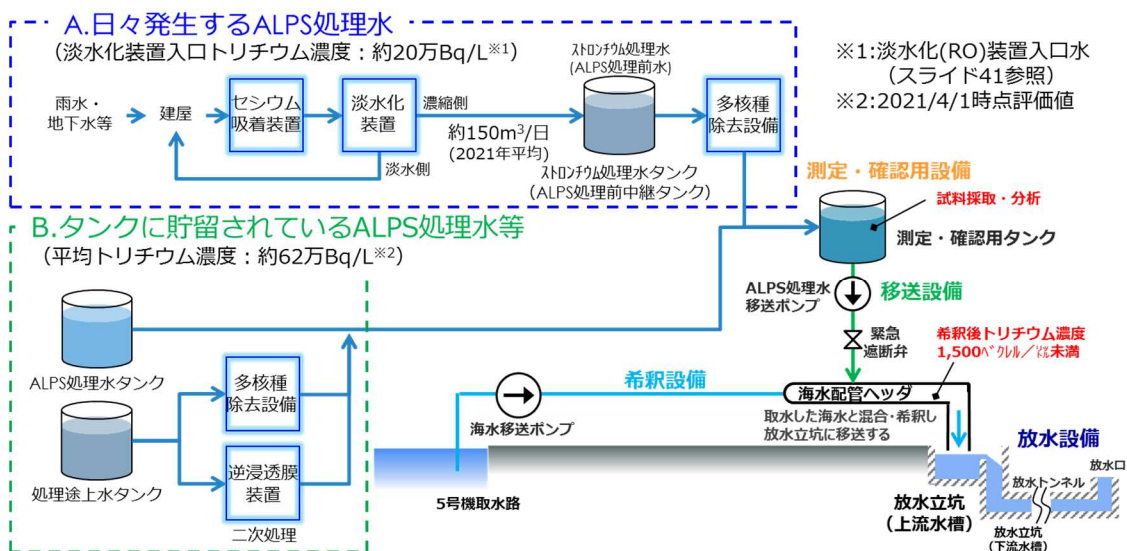 A.日々発生するALPS処理水
(淡水化装置入口トリチウム濃度：約20万Bq/L※1)
雨水・
地下水等
建屋
セシウム
吸着装置
淡水化
装置
濃縮側
約150m³/日
(2021年平均)
淡水側
ｽﾄﾛﾝﾁｳﾑ処理水
(ALPS処理前水)
ｽﾄﾛﾝﾁｳﾑ処理水タンク
(ALPS処理前中継タンク)
多核種
除去設備
※1:淡水化(RO)装置入口水
(スライド41参照)
※2:2021/4/1時点評価値
測定・確認用設備
試料採取・分析
測定・確認用タンク
B.タンクに貯留されているALPS処理水等
(平均トリチウム濃度：約62万Bq/L※2)
ALPS処理水タンク
処理途上水タンク
多核種
除去設備
逆浸透膜
装置
二次処理
ALPS処理水
移送ポンプ
移送設備
緊急
遮断弁
希釈後トリチウム濃度
1,500ﾍﾞｸﾚﾙ／㍑未満
希釈設備
海水移送ポンプ
海水配管ヘッダ
取水した海水と混合・希釈し
放水立坑に移送する
5号機取水路
放水設備
放水口
放水トンネル
放水立坑
(上流水槽)
放水立坑
(下流水槽)